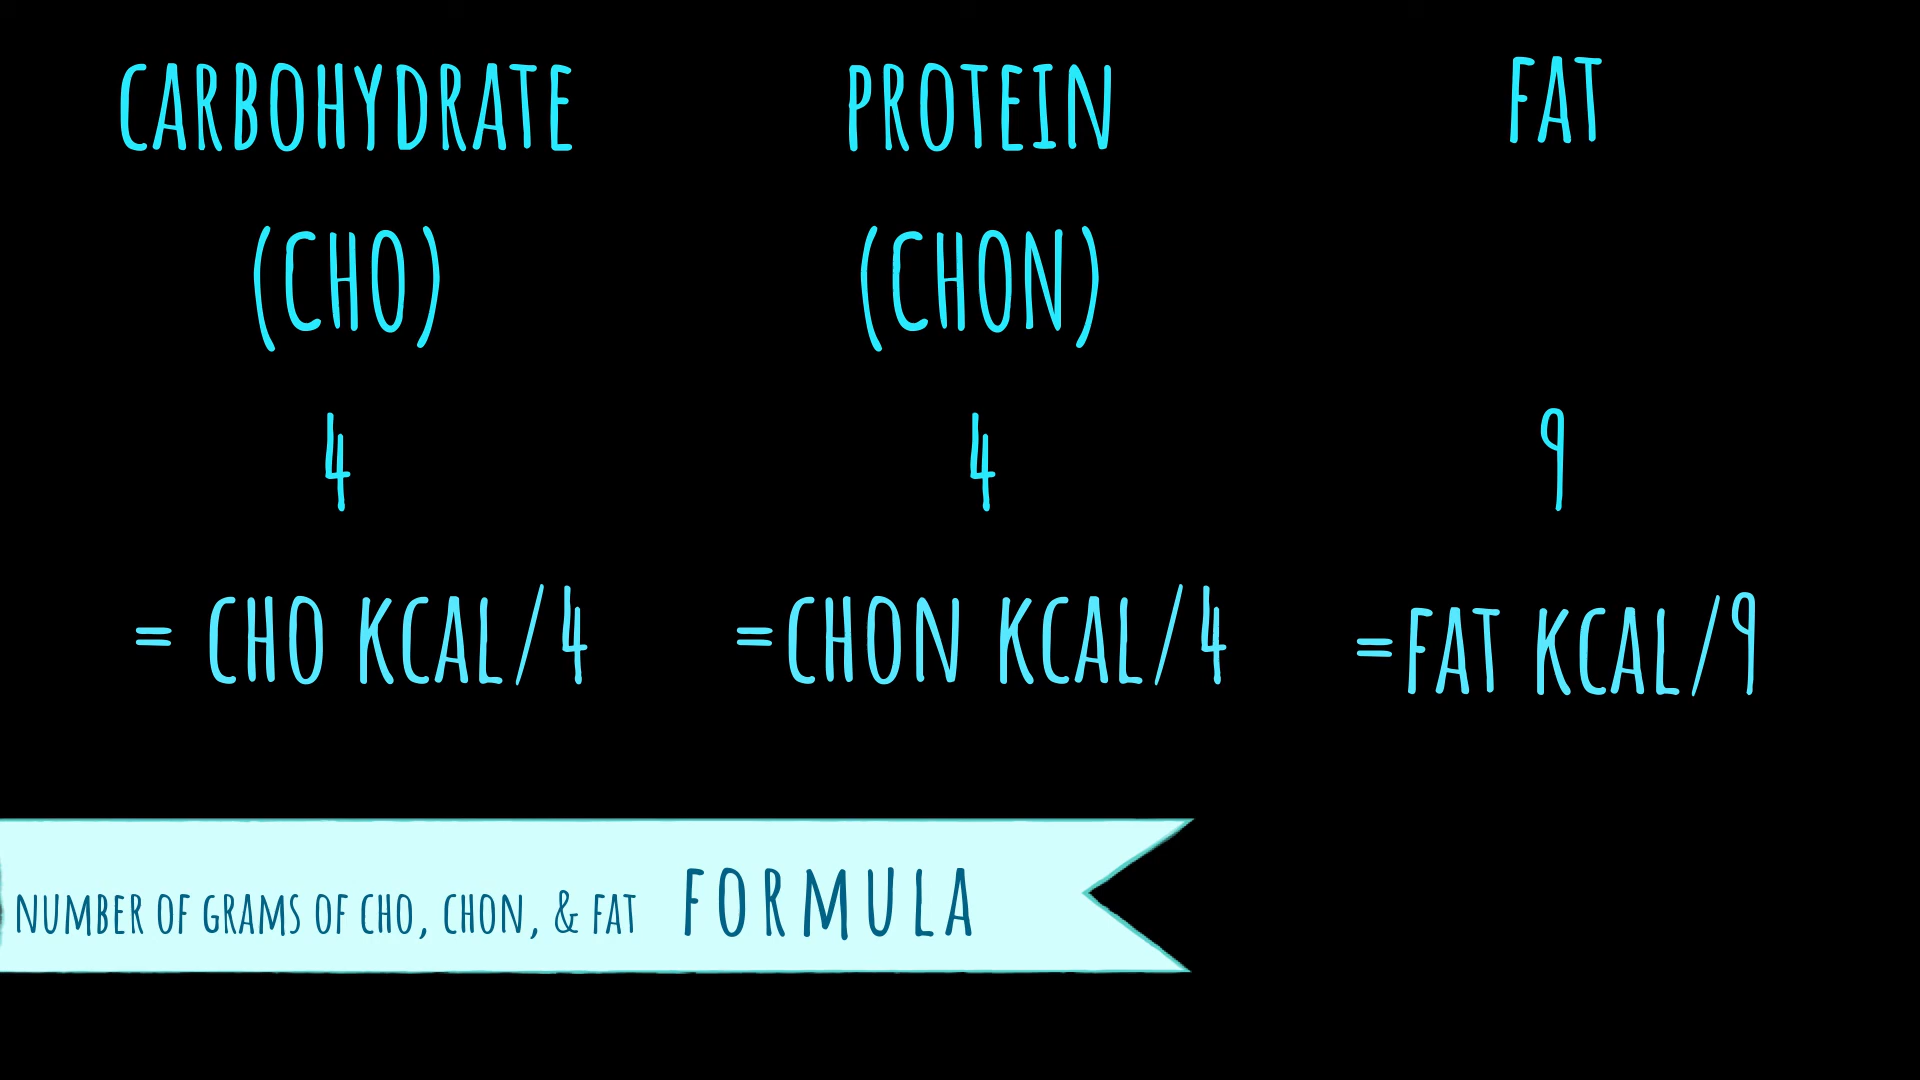 CARBOHYDRATE PROTEIN FAT
(CHO) (CHON)
4 4 9
= CHO KCAL/4 =CHON KCAL/4 =FAT KCAL/9
NUMBER OF GRAMS OF CHO, CHON, & FAT FORMULA